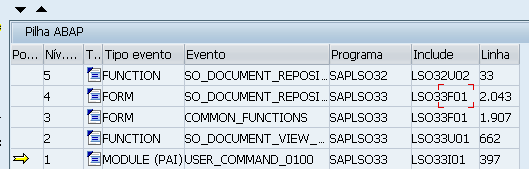 Pilha ABAP
Po... Nív.... T.. Tipo evento Evento Programa Include Linha
5 FUNCTION SO_DOCUMENT_REPOSI... SAPLSO32 LSO32U02 33
4 FORM SO_DOCUMENT_REPOSI... SAPLSO33 LSO33F01 2.043
3 FORM COMMON_FUNCTIONS SAPLSO33 LSO33F01 1.907
2 FUNCTION SO_DOCUMENT_VIEW_... SAPLSO33 LSO33U01 662
1 MODULE (PAI) USER_COMMAND_0100 SAPLSO33 LSO33I01 397